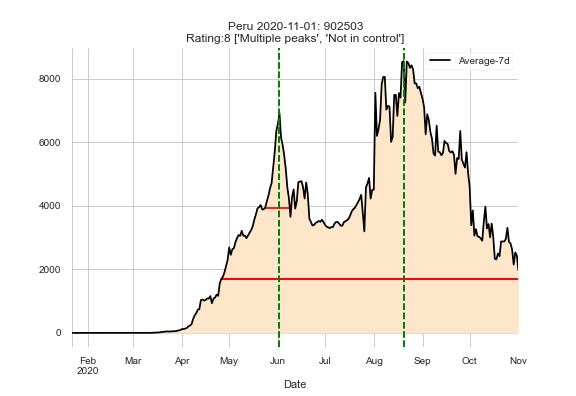 Peru 2020-11-01: 902503
Rating:8 ['Multiple peaks', 'Not in control']
Average-7d
8000
6000
4000
2000
0
Feb Mar Apr May Jun Jul Aug Sep Oct Nov
2020
Date